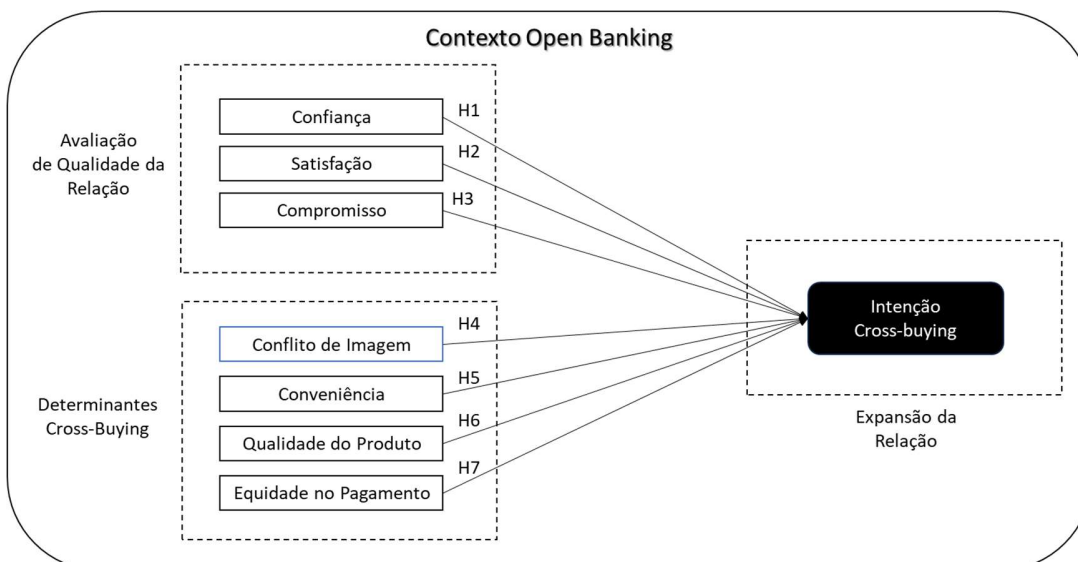 Contexto Open Banking
Avaliação
de Qualidade da
Relação
Confiança
H1
Satisfação
H2
Compromisso
H3
Determinantes
Cross-Buying
Conflito de Imagem
H4
Conveniência
H5
Qualidade do Produto
H6
Equidade no Pagamento
H7
Intenção
Cross-buying
Expansão da
Relação